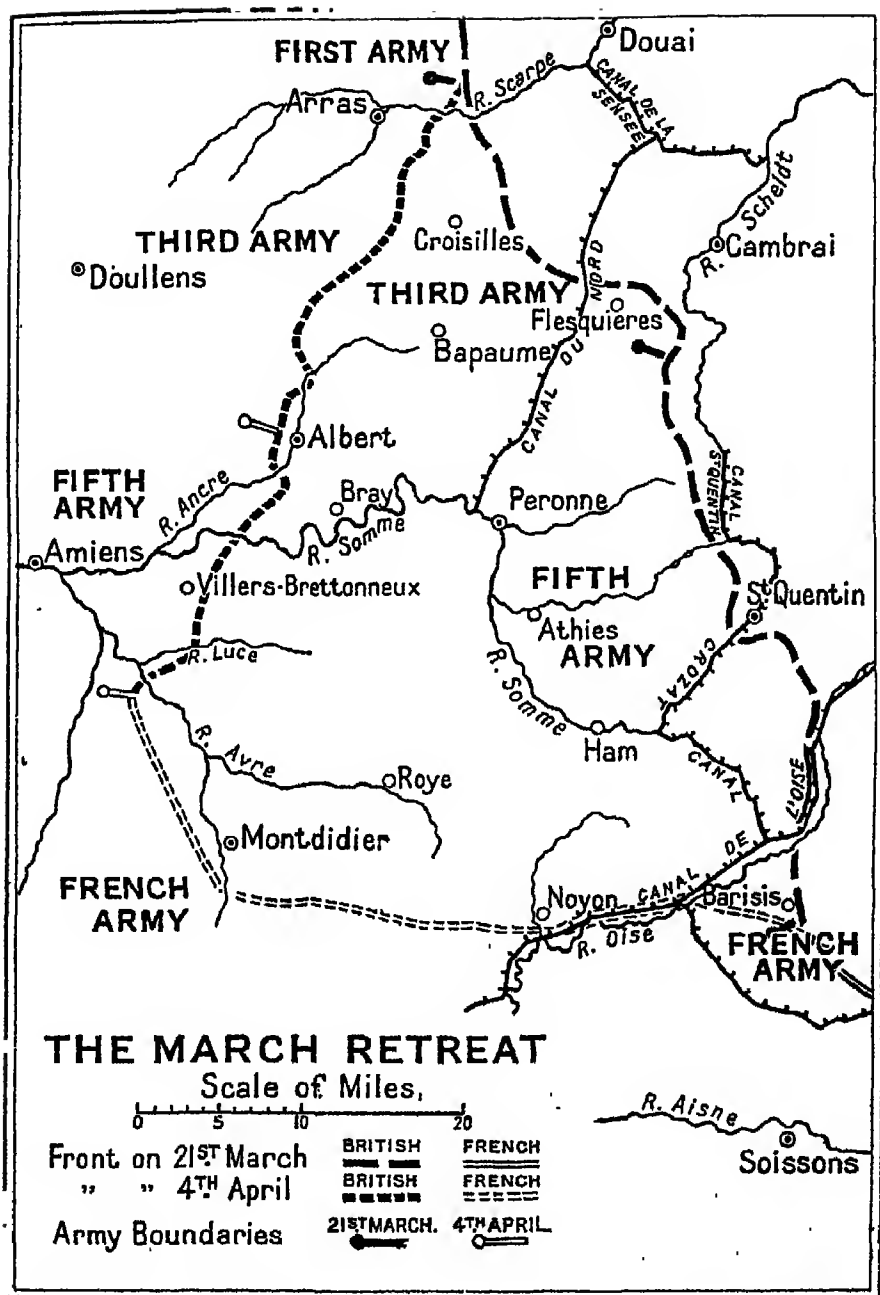 FIRST ARMY
Douai
R. Scarpe
CANAL DE LA
SENSEE
Arras
R. Scheldt
THIRD ARMY
Croisilles
Cambrai
Doullens
THIRD ARMY
Flesquières
Bapaume
CANAL DU NORD
Albert
CANAL
ST QUENTIN
FIFTH
ARMY
R. Ancre
Bray
Peronne
R. Somme
Amiens
Villers-Brettonneux
FIFTH
ARMY
St. Quentin
Athies
R. Luce
R. Somme
CROZAT
CANAL
Ham
R. Avre
Roye
Montdidier
FRENCH
ARMY
Noyon
CANAL DE L'OISE
Barisis
R. Oise
FRENCH
ARMY
THE MARCH RETREAT
Scale of Miles.
0 5 10 20
R. Aisne
Soissons
Front on 21ST March BRITISH FRENCH
" " 4TH April BRITISH FRENCH
Army Boundaries 21ST MARCH. 4TH APRIL